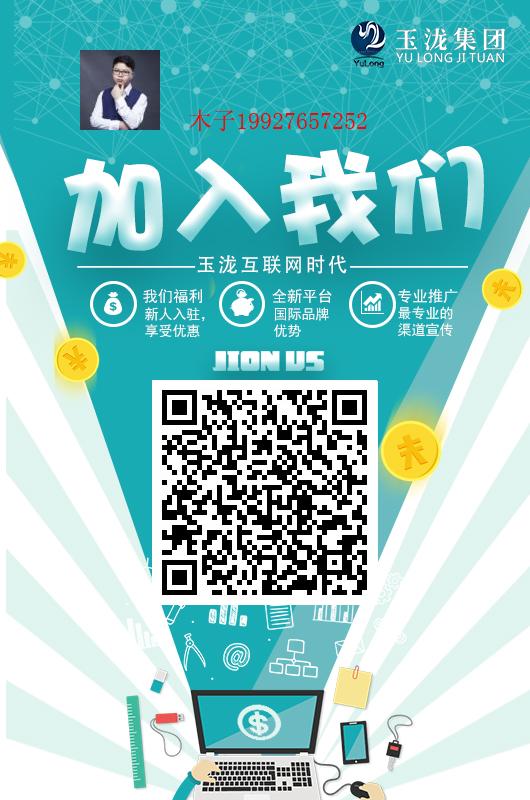 玉泷集团
YuLong
YU LONG JI TUAN
木子19927657252
加入我们
玉泷互联网时代
我们福利
新人入驻，
享受优惠
全新平台
国际品牌
优势
专业推广
最专业的
渠道宣传
JION US